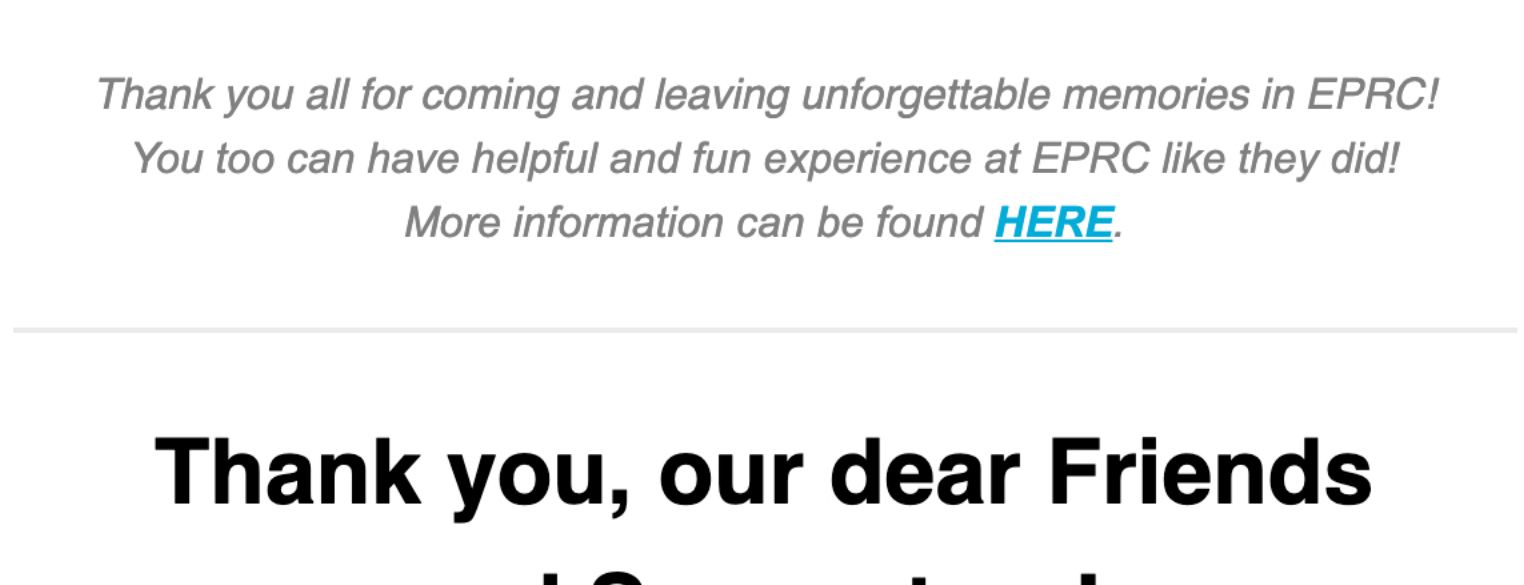 Thank you all for coming and leaving unforgettable memories in EPRC!
You too can have helpful and fun experience at EPRC like they did!
More information can be found HERE.
Thank you, our dear Friends